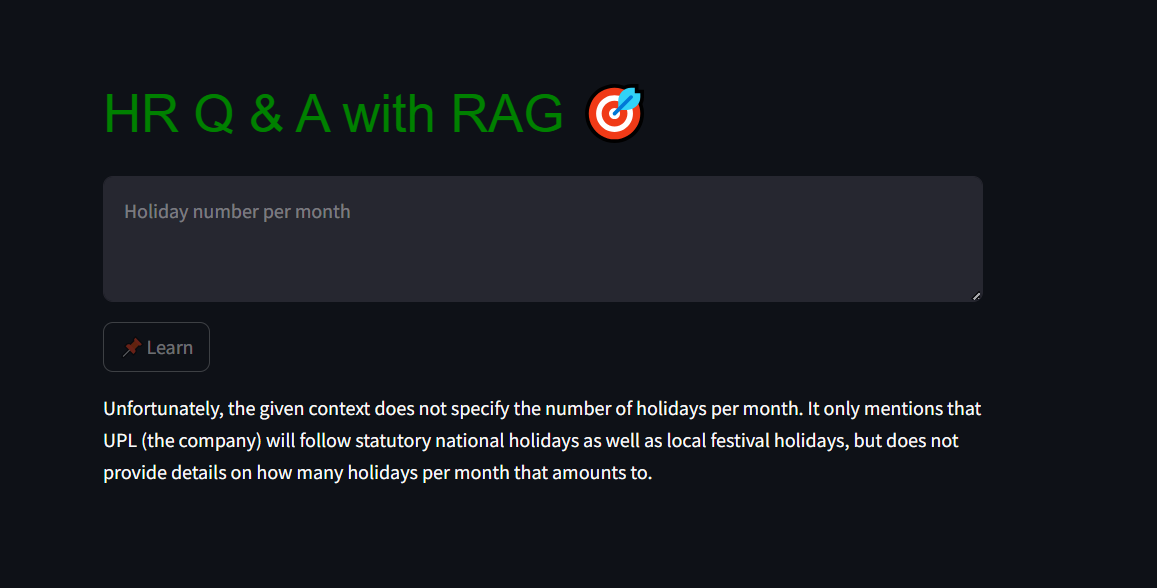 HR Q & A with RAG 🎯
Holiday number per month
📌 Learn
Unfortunately, the given context does not specify the number of holidays per month. It only mentions that
UPL (the company) will follow statutory national holidays as well as local festival holidays, but does not
provide details on how many holidays per month that amounts to.